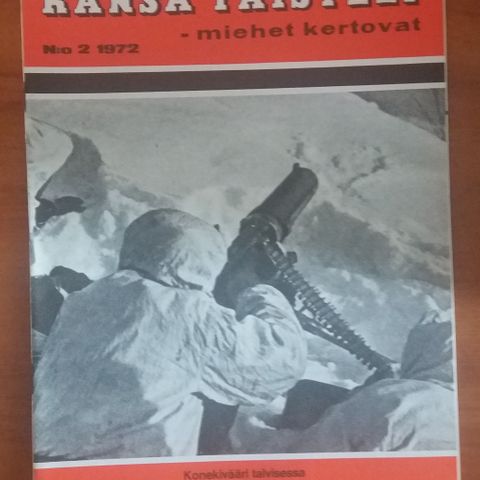 KANSA TAISTELI
- miehet kertovat
N:o 2 1972
Konekivääri talvisessa